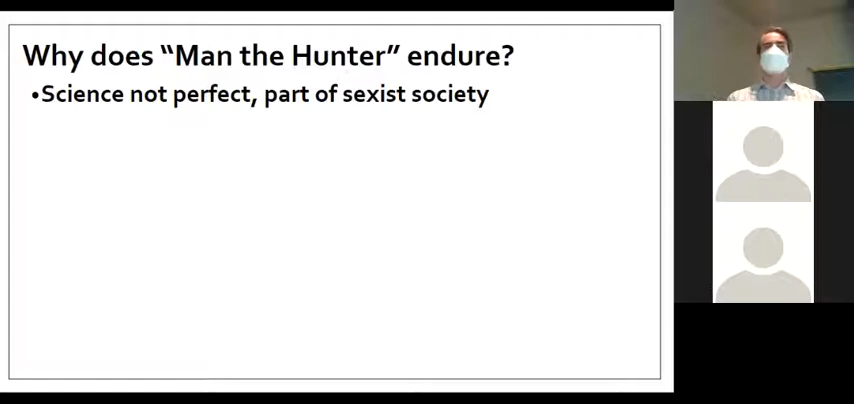 Why does “Man the Hunter” endure?
•Science not perfect, part of sexist society